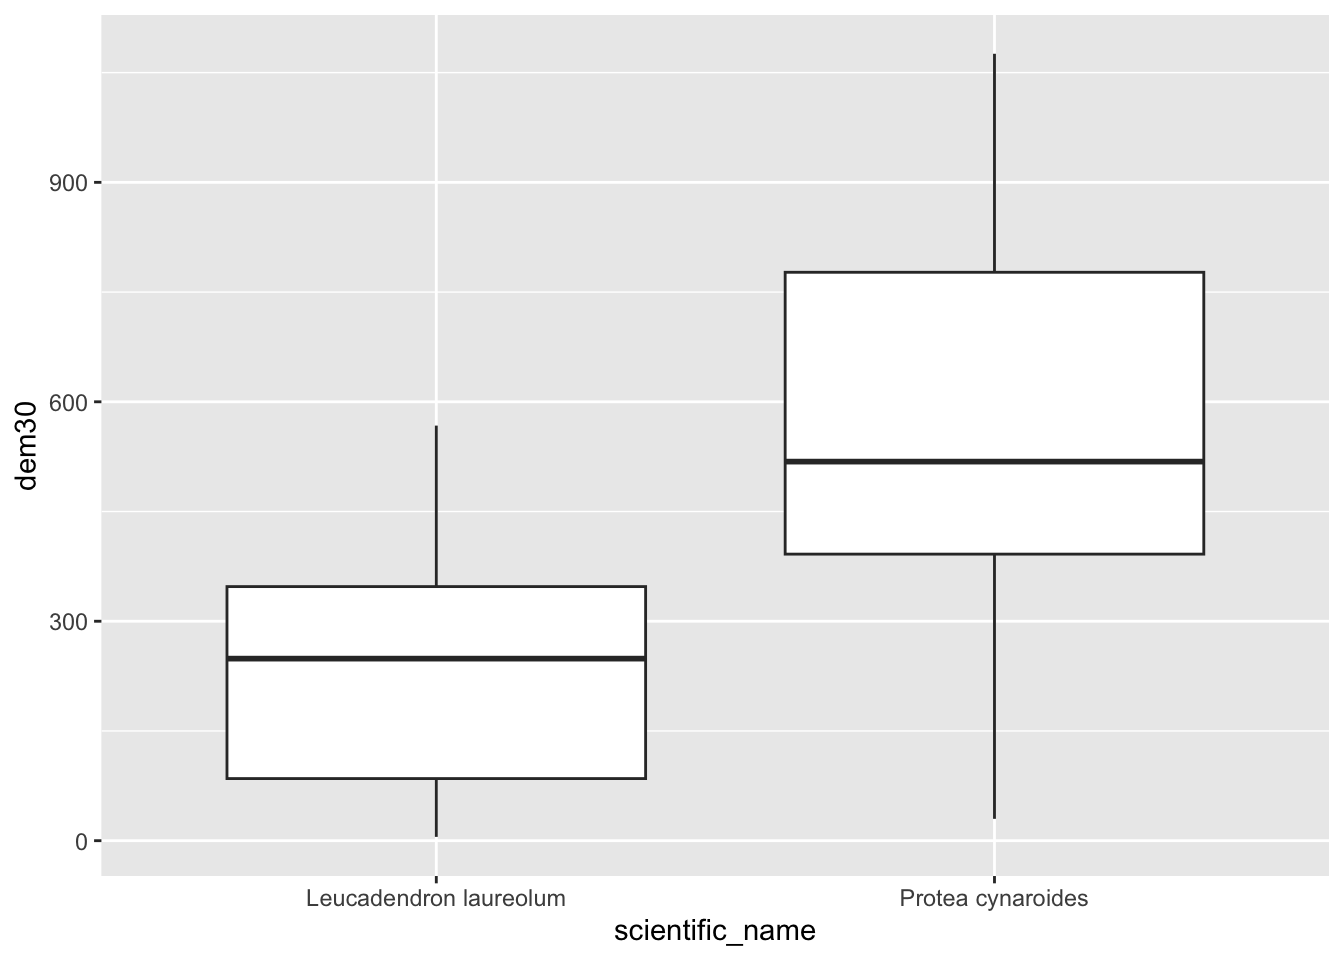 dem30
900
600
300
0
Leucadendron laureolum
Protea cynaroides
scientific_name